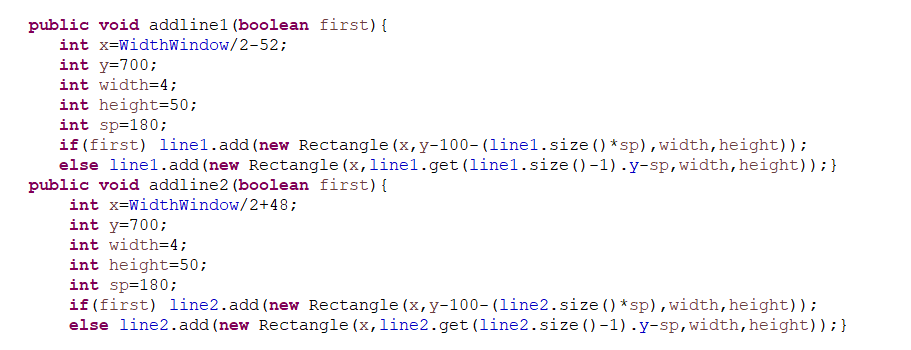 public void addline1(boolean first){
int x=WidthWindow/2-52;
int y=700;
int width=4;
int height=50;
int sp=180;
if(first) line1.add(new Rectangle(x,y-100-(line1.size()*sp),width,height));
else line1.add(new Rectangle(x,line1.get(line1.size()-1).y-sp,width,height));}
public void addline2(boolean first){
int x=WidthWindow/2+48;
int y=700;
int width=4;
int height=50;
int sp=180;
if(first) line2.add(new Rectangle(x,y-100-(line2.size()*sp),width,height));
else line2.add(new Rectangle(x,line2.get(line2.size()-1).y-sp,width,height));}